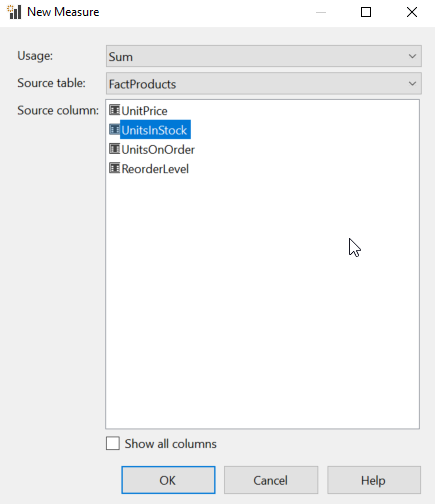 New Measure
Usage: Sum
Source table: FactProducts
Source column: UnitPrice
UnitsInStock
UnitsOnOrder
ReorderLevel
Show all columns
OK Cancel Help